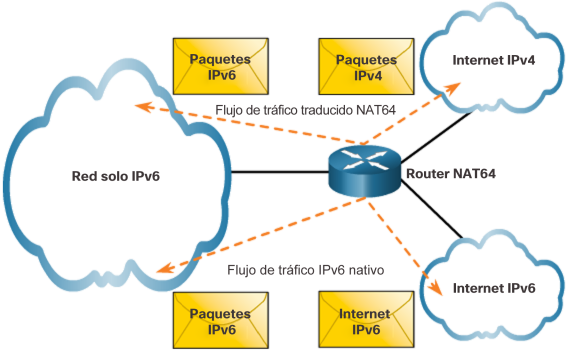 Paquetes
IPv6
Paquetes
IPv4
Internet IPv4
Flujo de tráfico traducido NAT64
Red solo IPv6
Router NAT64
Flujo de tráfico IPv6 nativo
Internet IPv6
Paquetes
IPv6
Internet
IPv6